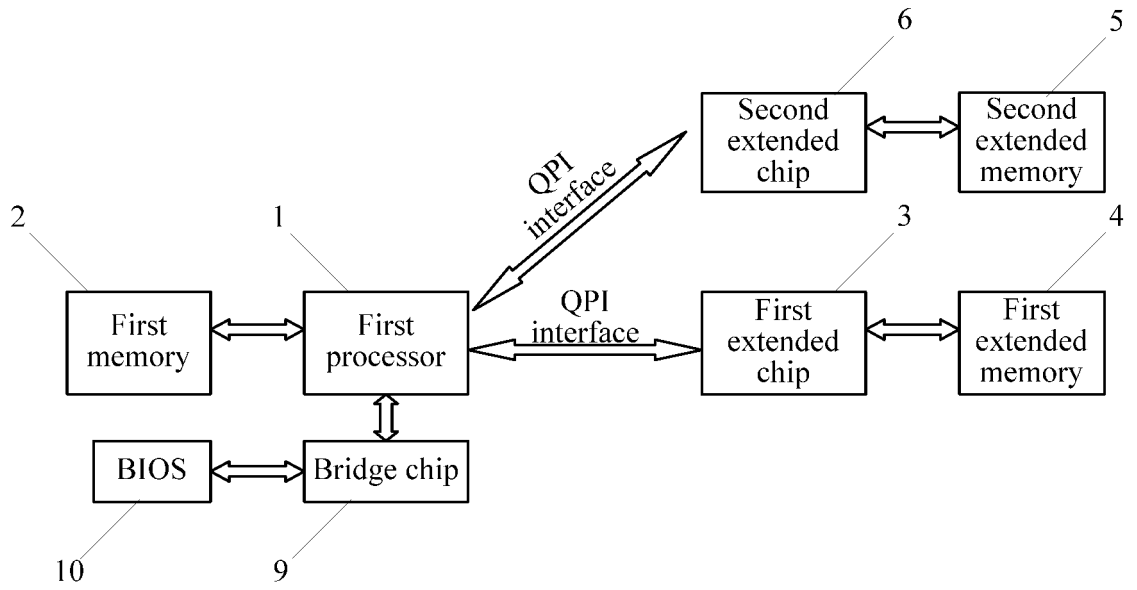 6
5
Second
extended
chip
Second
extended
memory
QPI
interface
2
1
3
4
First
memory
First
processor
QPI
interface
First
extended
chip
First
extended
memory
BIOS
Bridge chip
10
9